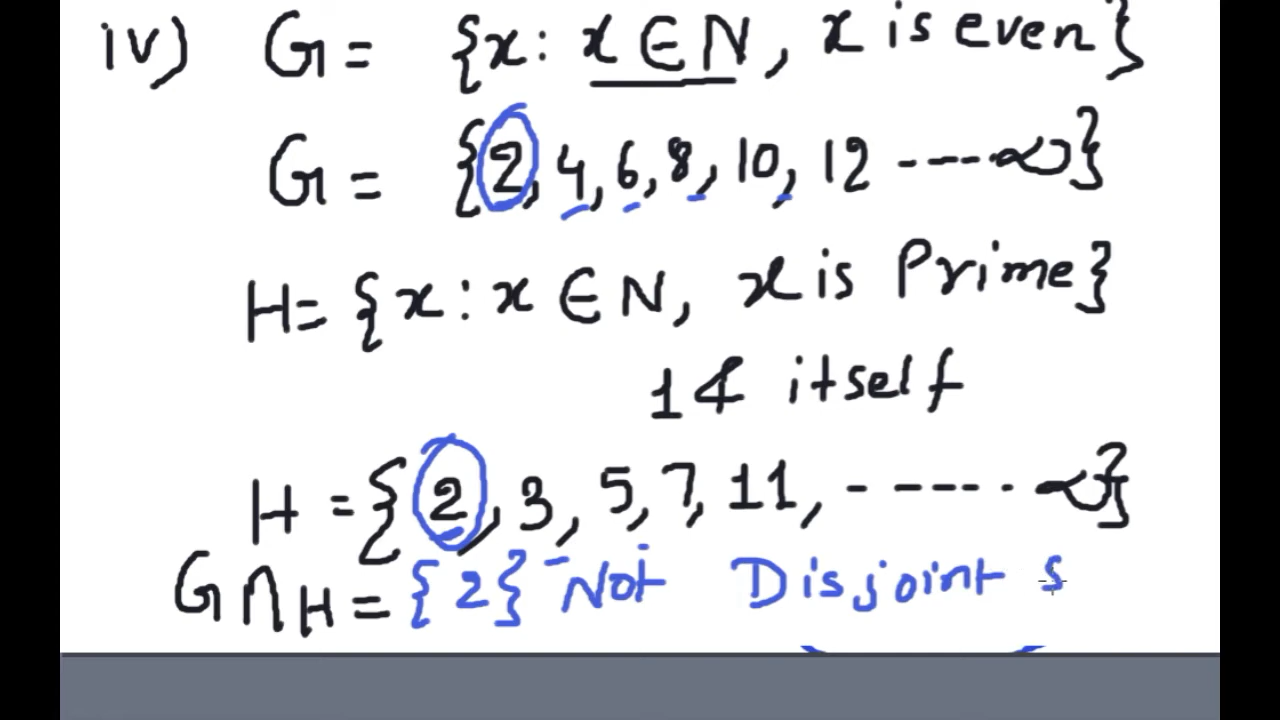 iv) G = {x : x ∈ N, x is even}
G = {2, 4, 6, 8, 10, 12 ----∞}
H = {x : x ∈ N, x is Prime}
1 & itself
H = {2, 3, 5, 7, 11, ----- ∞}
G ∩ H = {2} Not Disjoint s